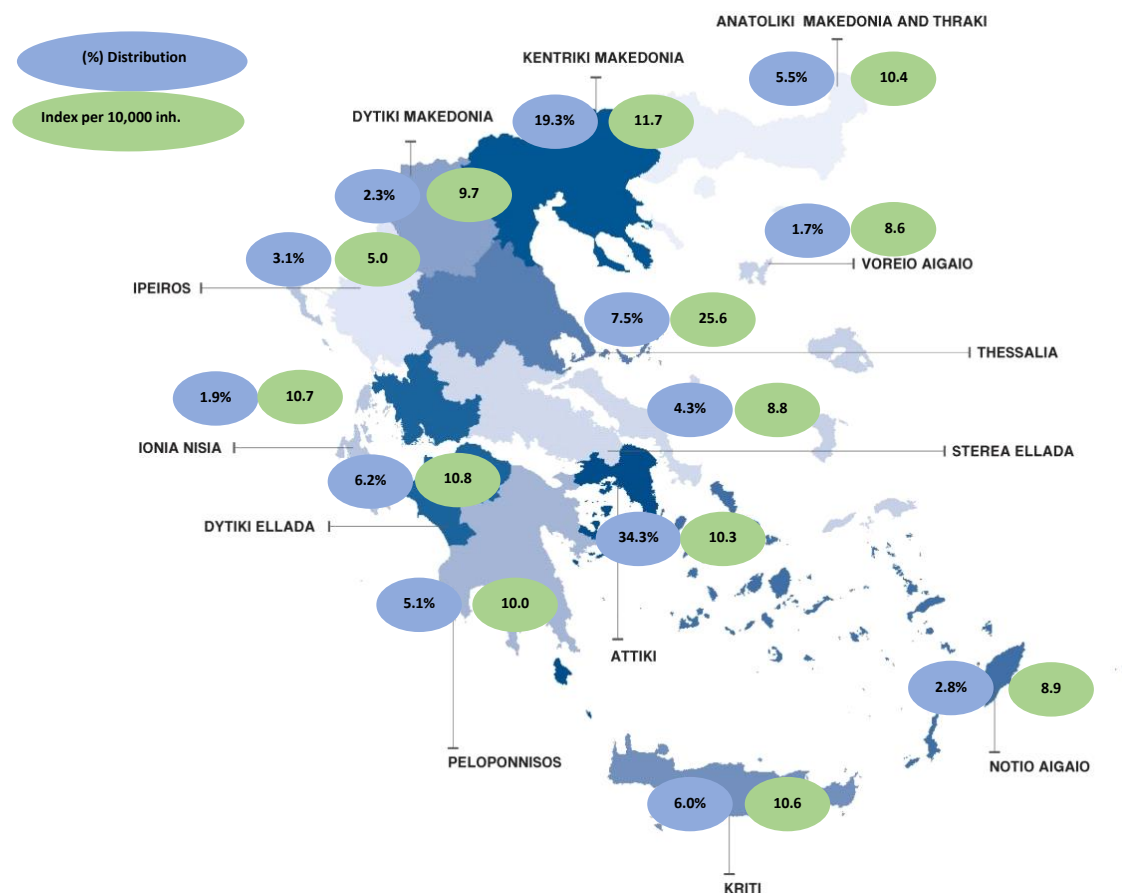 ANATOLIKI MAKEDONIA AND THRAKI
(%) Distribution
KENTRIKI MAKEDONIA
5.5%
10.4
Index per 10,000 inh.
DYTIKI MAKEDONIA
19.3%
11.7
2.3%
9.7
1.7%
8.6
3.1%
5.0
VOREIO AIGAIO
IPEIROS
7.5%
25.6
THESSALIA
1.9%
10.7
4.3%
8.8
IONIA NISIA
STEREA ELLADA
6.2%
10.8
DYTIKI ELLADA
34.3%
10.3
5.1%
10.0
ATTIKI
2.8%
8.9
PELOPONNISOS
NOTIO AIGAIO
6.0%
10.6
KRITI